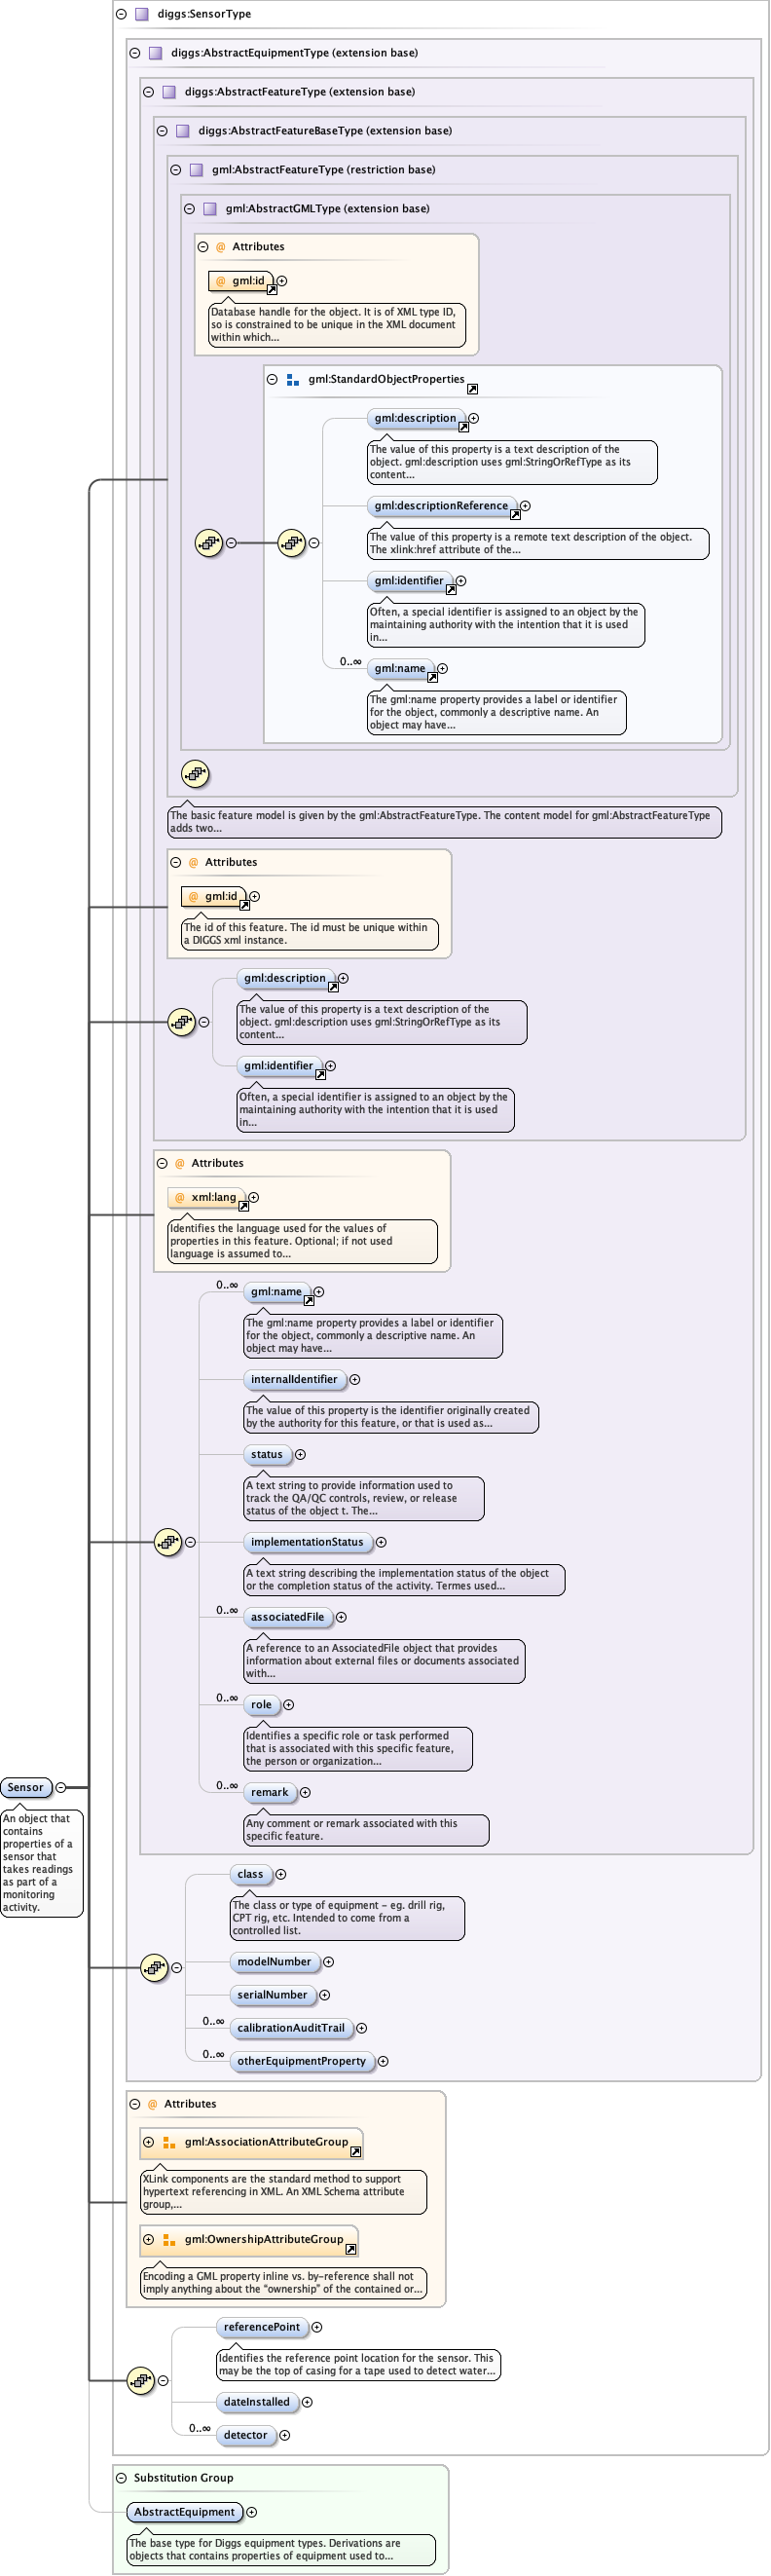 diggs:SensorType
diggs:AbstractEquipmentType (extension base)
diggs:AbstractFeatureType (extension base)
diggs:AbstractFeatureBaseType (extension base)
gml:AbstractFeatureType (restriction base)
gml:AbstractGMLType (extension base)
@ Attributes
@ gml:id
Database handle for the object. It is of XML type ID,
so is constrained to be unique in the XML document
within which...
gml:StandardObjectProperties
gml:description
The value of this property is a text description of the
object. gml:description uses gml:StringOrRefType as its
content...
gml:descriptionReference
The value of this property is a remote text description of the object.
The xlink:href attribute of the...
gml:identifier
Often, a special identifier is assigned to an object by the
maintaining authority with the intention that it is used
in...
0..∞
gml:name
The gml:name property provides a label or identifier
for the object, commonly a descriptive name. An
object may have...
The basic feature model is given by the gml:AbstractFeatureType. The content model for gml:AbstractFeatureType
adds two...
@ Attributes
@ gml:id
The id of this feature. The id must be unique within
a DIGGS xml instance.
gml:description
The value of this property is a text description of the
object. gml:description uses gml:StringOrRefType as its
content...
gml:identifier
Often, a special identifier is assigned to an object by the
maintaining authority with the intention that it is used
in...
@ Attributes
@ xml:lang
Identifies the language used for the values of
properties in this feature. Optional; if not used
language is assumed to...
0..∞
gml:name
The gml:name property provides a label or identifier
for the object, commonly a descriptive name. An
object may have...
internalIdentifier
The value of this property is the identifier originally created
by the authority for this feature, or that is used as...
status
A text string to provide information used to
track the QA/QC controls, review, or release
status of the object t. The...
implementationStatus
A text string describing the implementation status of the object
or the completion status of the activity. Termes used...
0..∞
associatedFile
A reference to an AssociatedFile object that provides
information about external files or documents associated
with...
0..∞
role
Identifies a specific role or task performed
that is associated with this specific feature,
the person or organization...
0..∞
remark
Any comment or remark associated with this
specific feature.
Sensor
An object that
contains
properties of a
sensor that
takes readings
as part of a
monitoring
activity.
class
The class or type of equipment - eg. drill rig,
CPT rig, etc. Intended to come from a
controlled list.
modelNumber
serialNumber
0..∞
calibrationAuditTrail
0..∞
otherEquipmentProperty
@ Attributes
gml:AssociationAttributeGroup
XLink components are the standard method to support
hypertext referencing in XML. An XML Schema attribute
group,...
gml:OwnershipAttributeGroup
Encoding a GML property inline vs. by-reference shall not
imply anything about the "ownership" of the contained or...
referencePoint
Identifies the reference point location for the sensor. This
may be the top of casing for a tape used to detect water...
dateInstalled
0..∞
detector
Substitution Group
AbstractEquipment
The base type for Diggs equipment types. Derivations are
objects that contains properties of equipment used to...